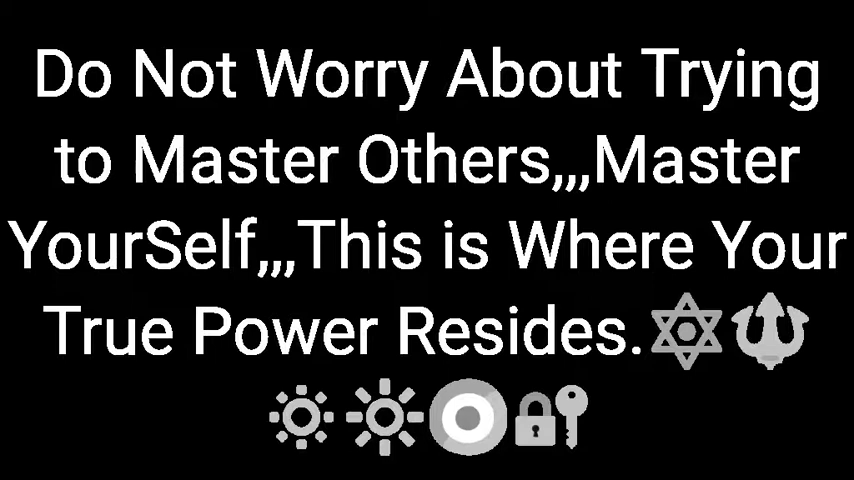 Do Not Worry About Trying
to Master Others,,,Master
YourSelf,,,This is Where Your
True Power Resides.🔯🔱
🔅🔆🔘🔐